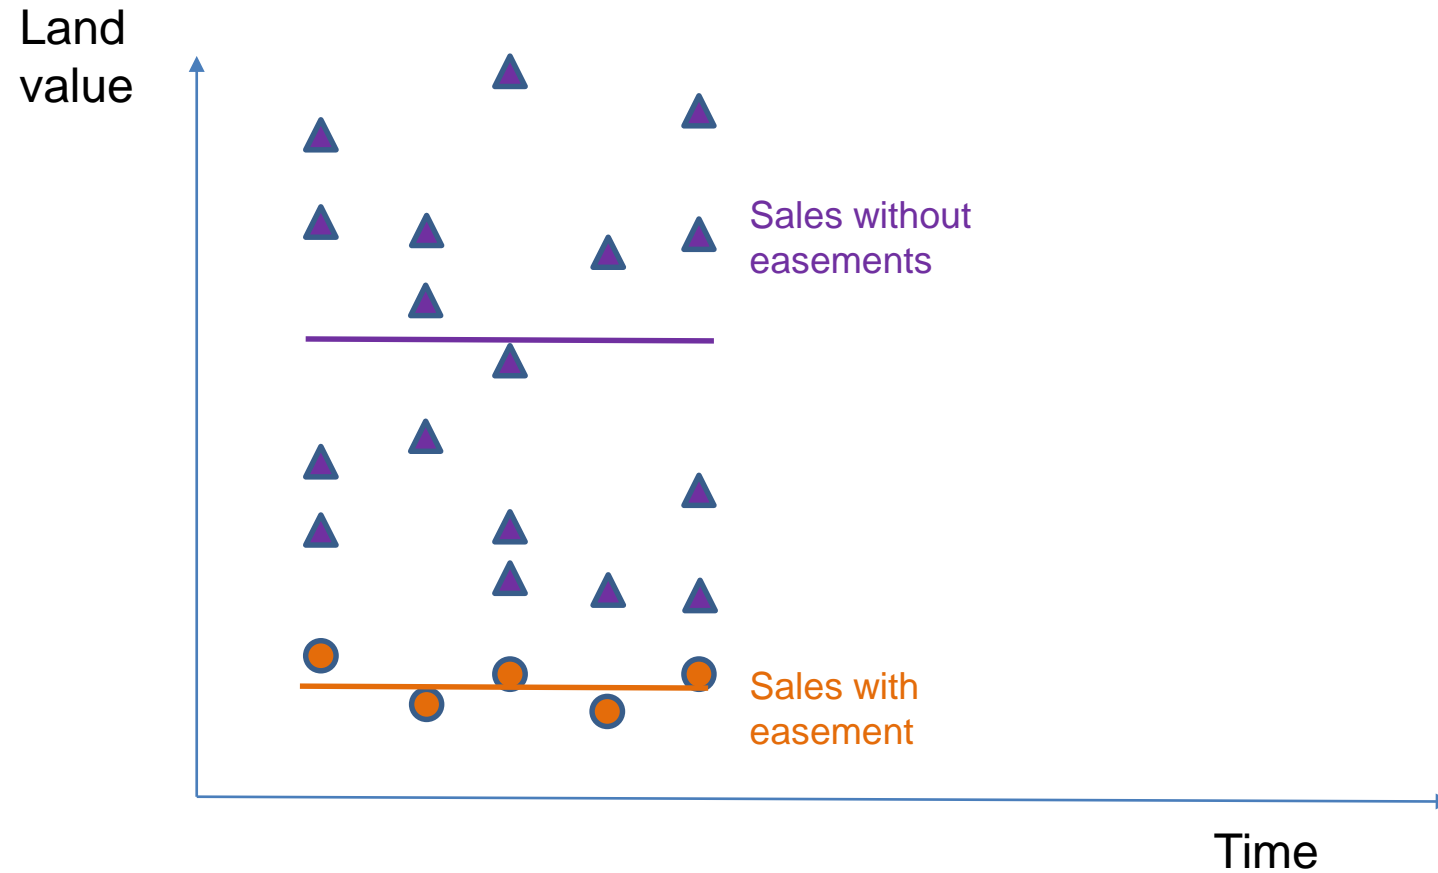 Land
value
Sales without
easements
Sales with
easement
Time